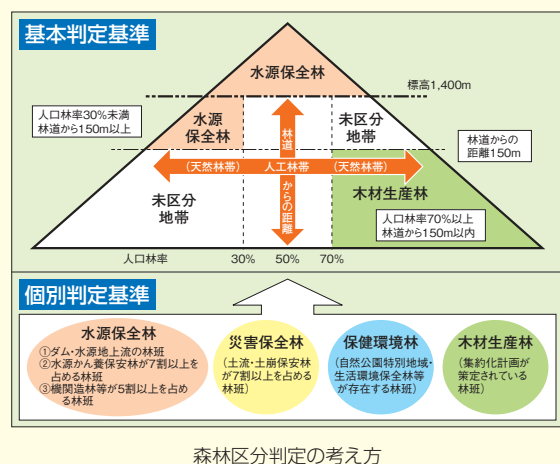 基本判定基準
水源保全林
標高1,400m
人口林率30%未満
林道から150m以上
水源
保全林
林道
未区分
地帯
林道からの
距離150m
(天然林帯)
人工林帯
(天然林帯)
未区分
地帯
からの距離
木材生産林
人口林率70%以上
林道から150m以内
人口林率
30%
50%
70%
個別判定基準
水源保全林
①ダム・水源地上流の林班
②水源かん養保安林が7割以上を
占める林班
③機関造林等が5割以上を占め
る林班
災害保全林
(土流・土崩保安林
が7割以上を占める
林班)
保健環境林
(自然公園特別地域・
生活環境保全林等
が存在する林班)
木材生産林
(集約化計画が
策定されている
林班)
森林区分判定の考え方